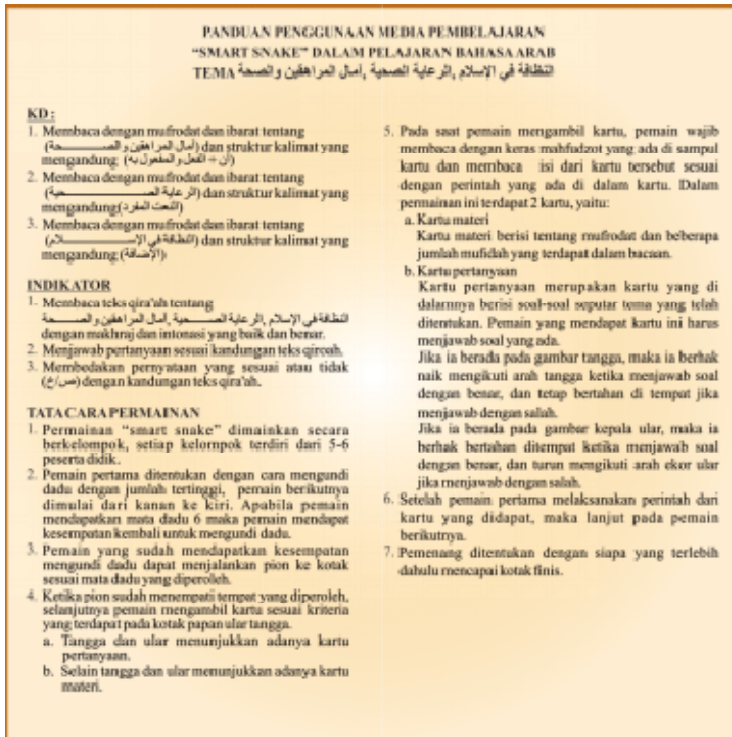 PANDUAN PENGGUNAAN MEDIA PEMBELAJARAN
“SMART SNAKE” DALAM PELAJARAN BAHASA ARAB
TEMA النظافة في الإسلام ,الرعاية الصحية ,أمال المراهقين والصحة
KD :
1. Membaca dengan mufrodat dan ibarat tentang
(أمال المراهقين والصــــــحة) dan struktur kalimat yang
mengandung; (أن + الفعل والمفعول به)
2. Membaca dengan mufrodat dan ibarat tentang
(الرعاية الصــــــحية) dan struktur kalimat yang
mengandung;(النعت المفرد)
3. Membaca dengan mufrodat dan ibarat tentang
(النظافة في الإســــــلام) dan struktur kalimat yang
mengandung; (الإضافة)
INDIKATOR
1. Membaca teks qira'ah tentang
النظافة في الإسلام ,الرعاية الصــــحية ,أمال المراهقين والصــــحة
dengan makhraj dan intonasi yang baik dan benar.
2. Menjawab pertanyaan sesuai kandungan teks qiroah.
3. Membedakan pernyataan yang sesuai atau tidak
(ص/خ) dengan kandungan teks qira'ah.
TATA CARA PERMAINAN
1. Permainan “smart snake” dimainkan secara
berkelompok, setiap kelompok terdiri dari 5-6
peserta didik.
2. Pemain pertama ditentukan dengan cara mengundi
dadu dengan jumlah tertinggi, pemain berikutnya
dimulai dari kanan ke kiri. Apabila pemain
mendapatkan mata dadu 6 maka pemain mendapat
kesempatan kembali untuk mengundi dadu.
3. Pemain yang sudah mendapatkan kesempatan
mengundi dadu dapat menjalankan pion ke kotak
sesuai mata dadu yang diperoleh.
4. Ketika pion sudah menempati tempat yang diperoleh,
selanjutnya pemain mengambil kartu sesuai kriteria
yang terdapat pada kotak papan ular tangga.
a. Tangga dan ular menunjukkan adanya kartu
pertanyaan.
b. Selain tangga dan ular menunjukkan adanya kartu
materi.
5. Pada saat pemain mengambil kartu, pemain wajib
membaca dengan keras mahfudzot yang ada di sampul
kartu dan membaca isi dari kartu tersebut sesuai
dengan perintah yang ada di dalam kartu. Dalam
permainan ini terdapat 2 kartu, yaitu:
a. Kartu materi
Kartu materi berisi tentang mufrodat dan beberapa
jumlah mufidah yang terdapat dalam bacaan.
b. Kartu pertanyaan
Kartu pertanyaan merupakan kartu yang di
dalamnya berisi soal-soal seputar tema yang telah
ditentukan. Pemain yang mendapat kartu ini harus
menjawab soal yang ada.
Jika ia berada pada gambar tangga, maka ia berhak
naik mengikuti arah tangga ketika menjawab soal
dengan benar, dan tetap bertahan di tempat jika
menjawab dengan salah.
Jika ia berada pada gambar kepala ular, maka ia
berhak bertahan ditempat ketika menjawab soal
dengan benar, dan turun mengikuti arah ekor ular
jika menjawab dengan salah.
6. Setelah pemain pertama melaksanakan perintah dari
kartu yang didapat, maka lanjut pada pemain
berikutnya.
7. Pemenang ditentukan dengan siapa yang terlebih
dahulu mencapai kotak finis.